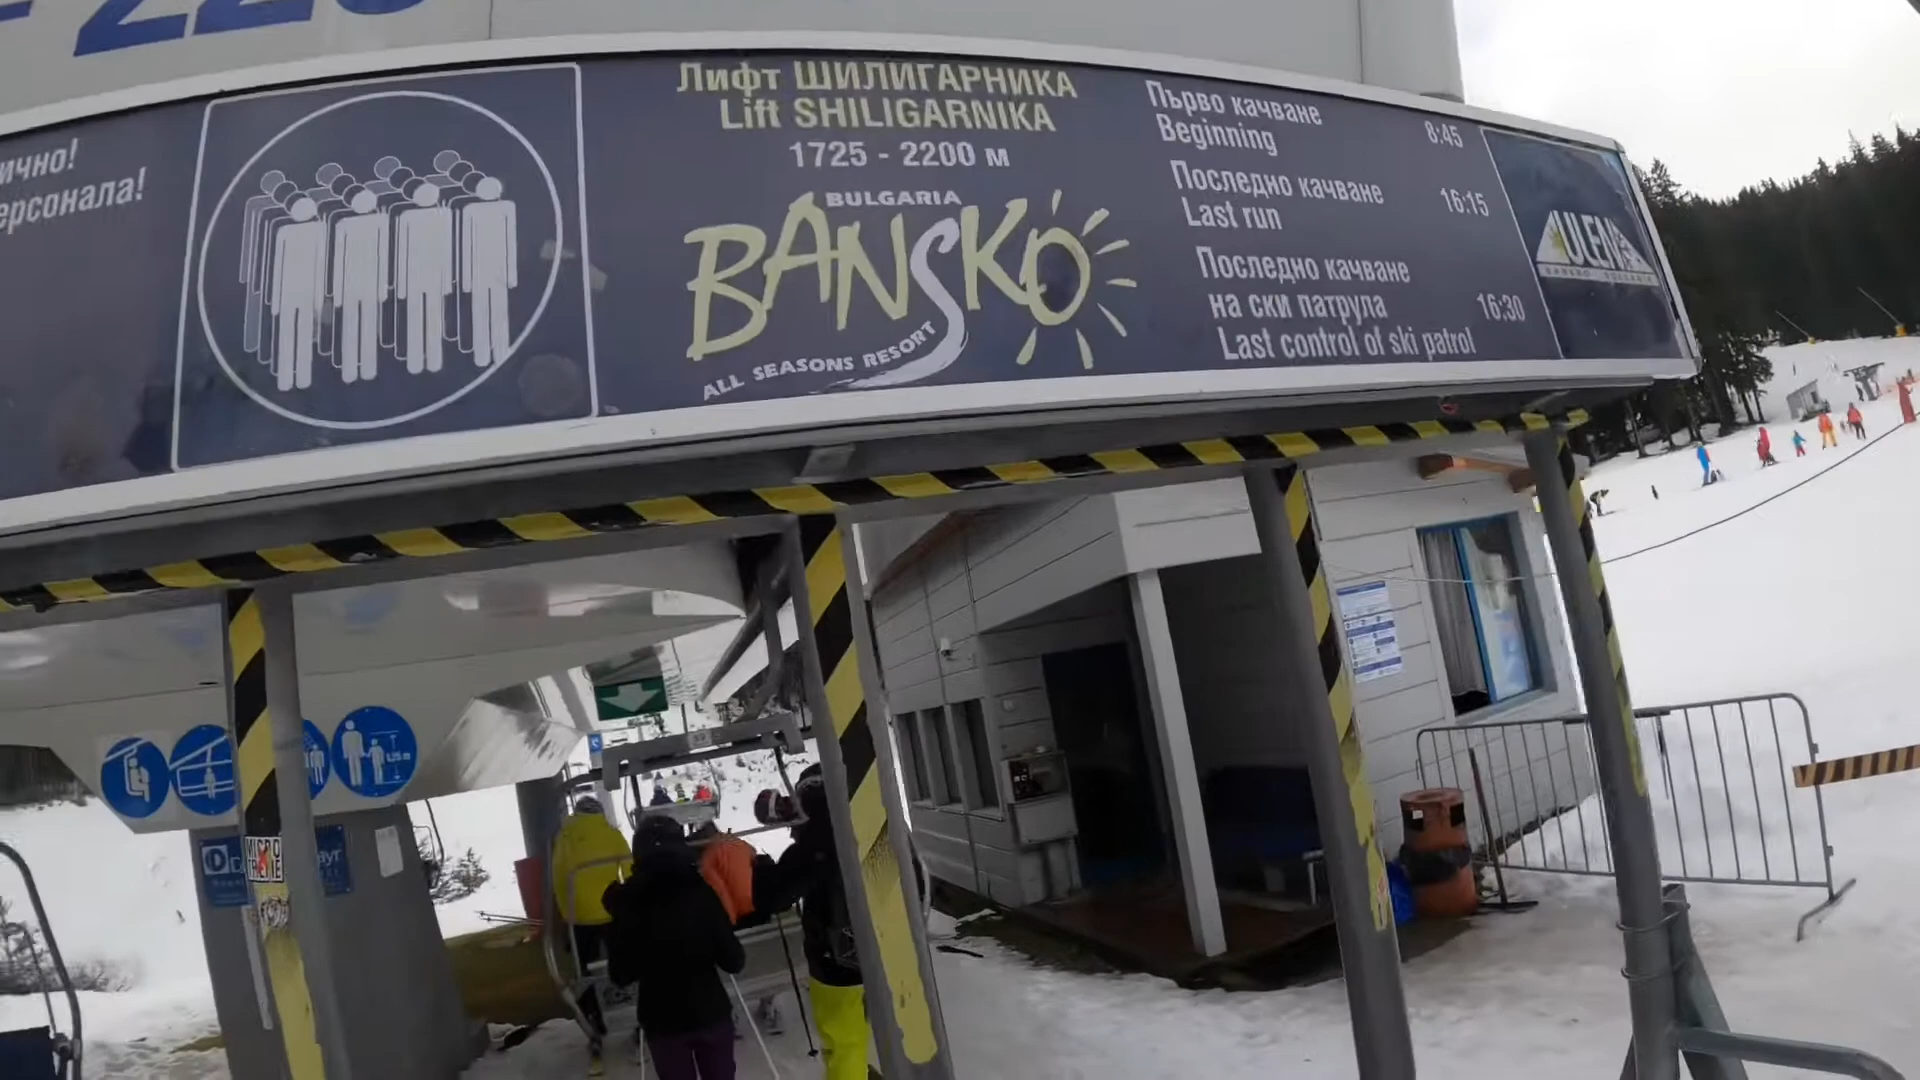 ично!
ерсонала!
Лифт ШИЛИГАРНИКА
Lift SHILIGARNIKA
1725 - 2200 м
BULGARIA
BANSKO
ALL SEASONS RESORT
Първо качване
Beginning 8:45
Последно качване
Last run 16:15
Последно качване
на ски патрула
Last control of ski patrol 16:30
ULEN
MICRO